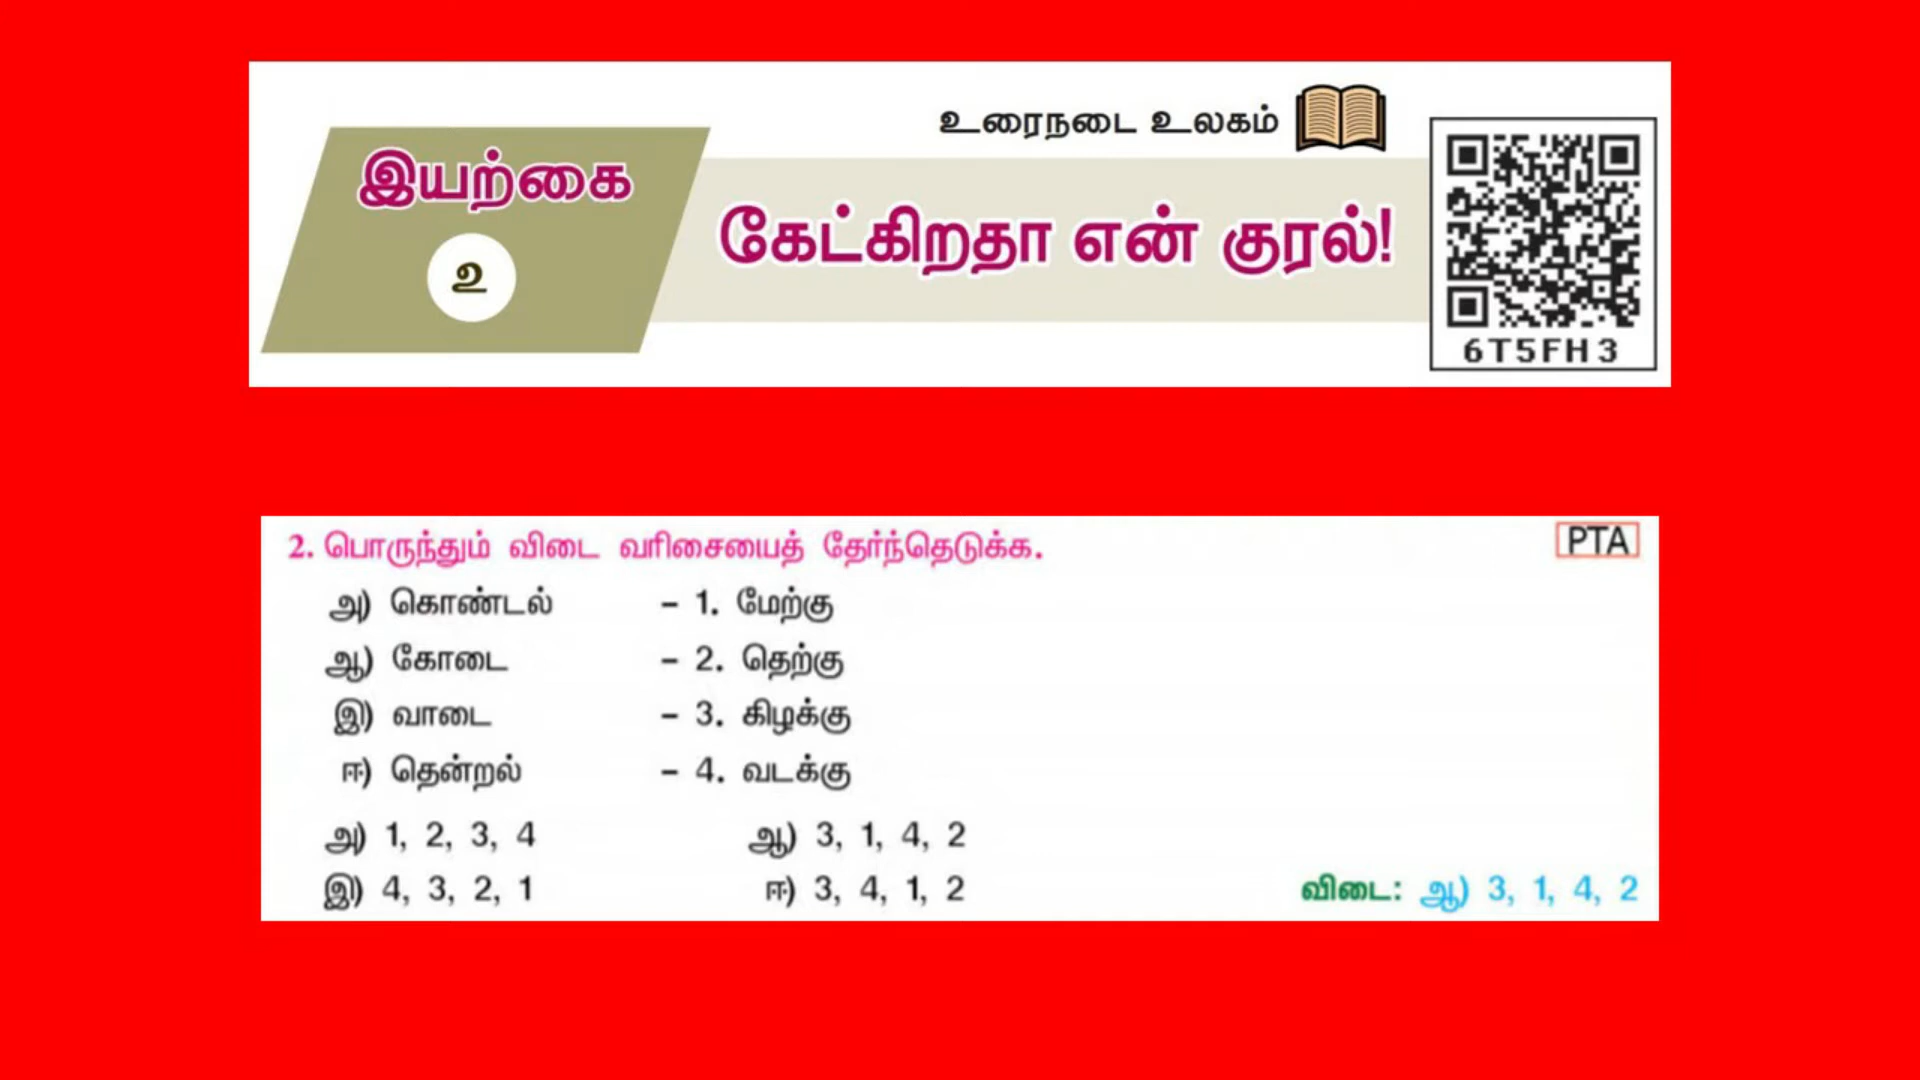 உரைநடை உலகம்
இயற்கை
௨
கேட்கிறதா என் குரல்!
6T5FH3
2. பொருந்தும் விடை வரிசையைத் தேர்ந்தெடுக்க.
PTA
அ) கொண்டல் – 1. மேற்கு
ஆ) கோடை – 2. தெற்கு
இ) வாடை – 3. கிழக்கு
ஈ) தென்றல் – 4. வடக்கு
அ) 1, 2, 3, 4 ஆ) 3, 1, 4, 2
இ) 4, 3, 2, 1 ஈ) 3, 4, 1, 2 விடை: ஆ) 3, 1, 4, 2